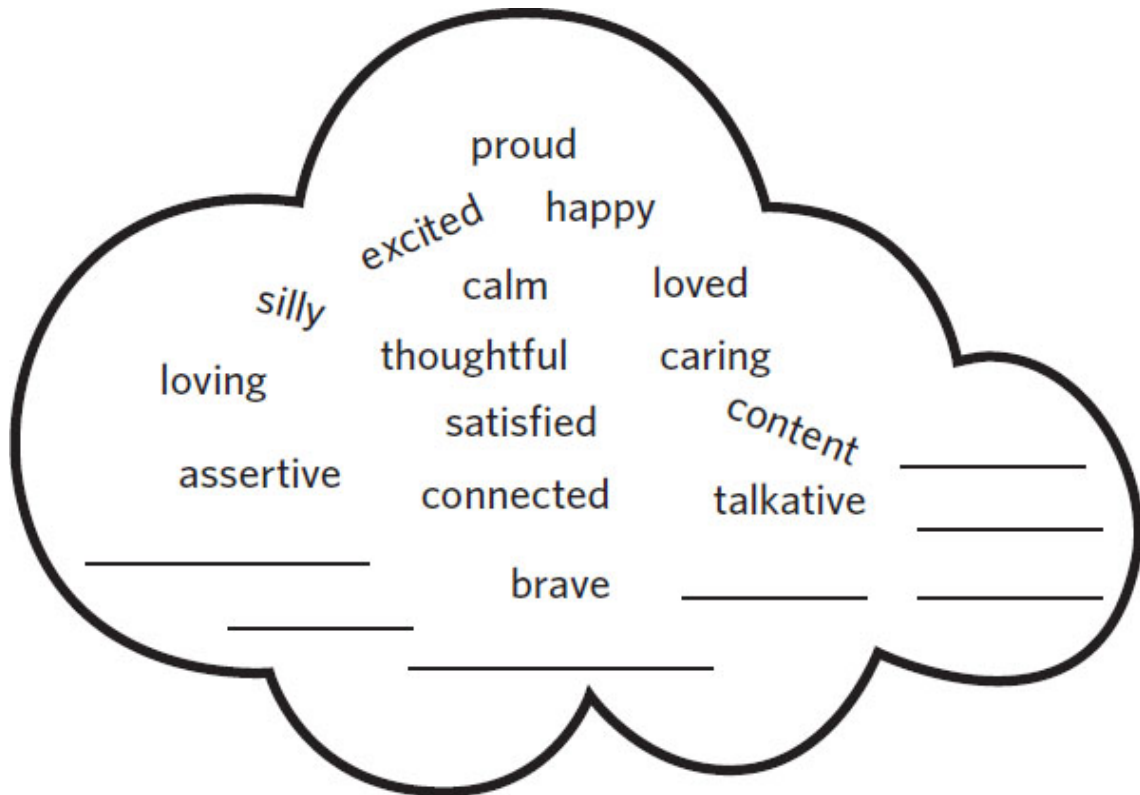 proud
excited
happy
silly
calm
loved
loving
thoughtful
caring
satisfied
content
assertive
connected
talkative
brave